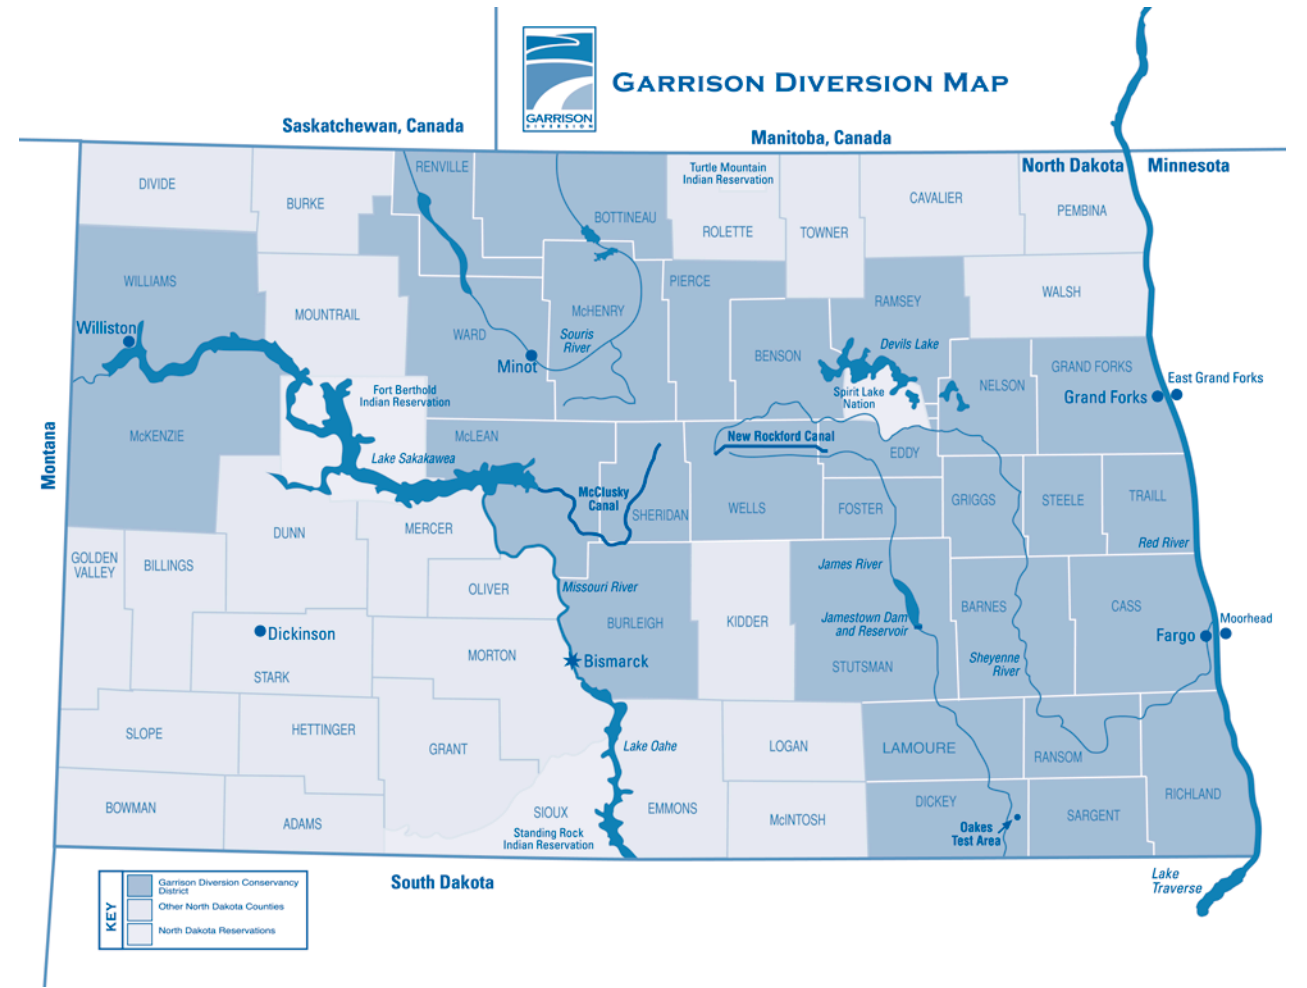 GARRISON
DIVERSION
GARRISON DIVERSION MAP
Saskatchewan, Canada
Manitoba, Canada
North Dakota
Minnesota
Montana
South Dakota
DIVIDE
BURKE
RENVILLE
BOTTINEAU
Turtle Mountain
Indian Reservation
ROLETTE
TOWNER
CAVALIER
PEMBINA
WILLIAMS
Williston
MOUNTRAIL
WARD
Minot
McHENRY
Souris
River
PIERCE
BENSON
RAMSEY
Devils Lake
WALSH
NELSON
GRAND FORKS
Grand Forks
East Grand Forks
Spirit Lake
Nation
Fort Berthold
Indian Reservation
McKENZIE
Lake Sakakawea
McLEAN
McClusky
Canal
SHERIDAN
New Rockford Canal
WELLS
EDDY
FOSTER
GRIGGS
STEELE
TRAILL
Red River
GOLDEN
VALLEY
BILLINGS
DUNN
MERCER
OLIVER
Missouri River
BURLEIGH
KIDDER
James River
Jamestown Dam
and Reservoir
STUTSMAN
BARNES
Sheyenne
River
CASS
Fargo
Moorhead
Dickinson
STARK
MORTON
Bismarck
SLOPE
HETTINGER
GRANT
Lake Oahe
LOGAN
LAMOURE
RANSOM
RICHLAND
BOWMAN
ADAMS
SIOUX
Standing Rock
Indian Reservation
EMMONS
McINTOSH
DICKEY
Oakes
Test Area
SARGENT
Lake
Traverse
KEY
Garrison Diversion Conservancy
District
Other North Dakota Counties
North Dakota Reservations